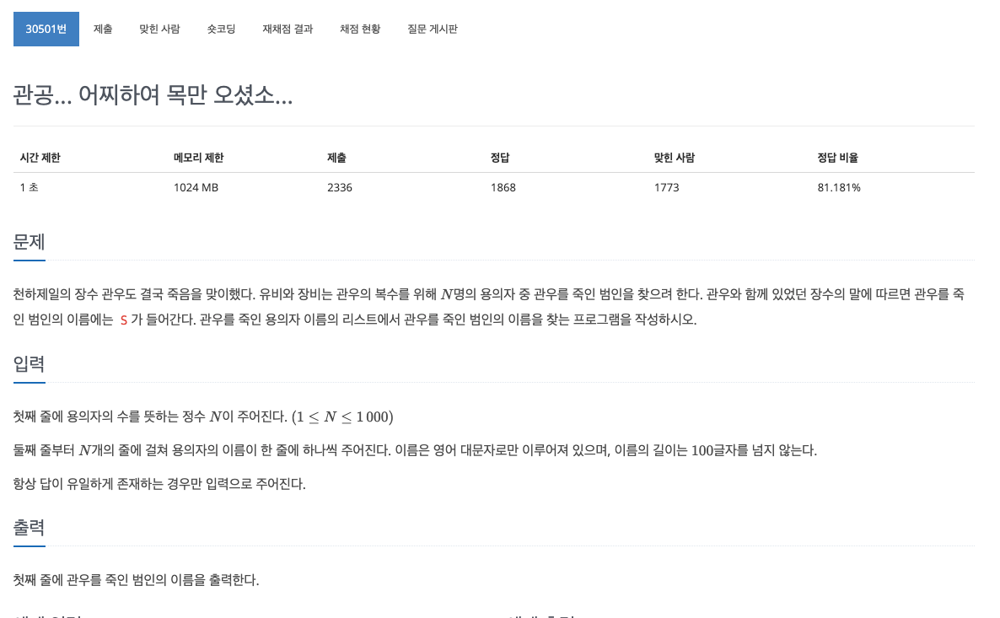 30501번 제출 맞힌 사람 숏코딩 재채점 결과 채점 현황 질문 게시판
관공... 어찌하여 목만 오셨소...
시간 제한 메모리 제한 제출 정답 맞힌 사람 정답 비율
1 초 1024 MB 2336 1868 1773 81.181%
문제
천하제일의 장수 관우도 결국 죽음을 맞이했다. 유비와 장비는 관우의 복수를 위해 N명의 용의자 중 관우를 죽인 범인을 찾으려 한다. 관우와 함께 있었던 장수의 말에 따르면 관우를 죽
인 범인의 이름에는 S 가 들어간다. 관우를 죽인 용의자 이름의 리스트에서 관우를 죽인 범인의 이름을 찾는 프로그램을 작성하시오.
입력
첫째 줄에 용의자의 수를 뜻하는 정수 N이 주어진다. (1 ≤ N ≤ 1 000)
둘째 줄부터 N개의 줄에 걸쳐 용의자의 이름이 한 줄에 하나씩 주어진다. 이름은 영어 대문자로만 이루어져 있으며, 이름의 길이는 100글자를 넘지 않는다.
항상 답이 유일하게 존재하는 경우만 입력으로 주어진다.
출력
첫째 줄에 관우를 죽인 범인의 이름을 출력한다.